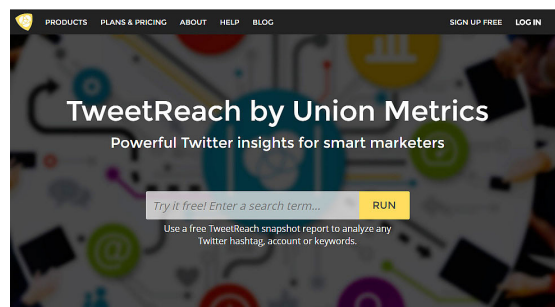 PRODUCTS PLANS & PRICING ABOUT HELP BLOG SIGN UP FREE LOG IN
TweetReach by Union Metrics
Powerful Twitter insights for smart marketers
Try it free! Enter a search term... RUN
Use a free TweetReach snapshot report to analyze any
Twitter hashtag, account or keywords.